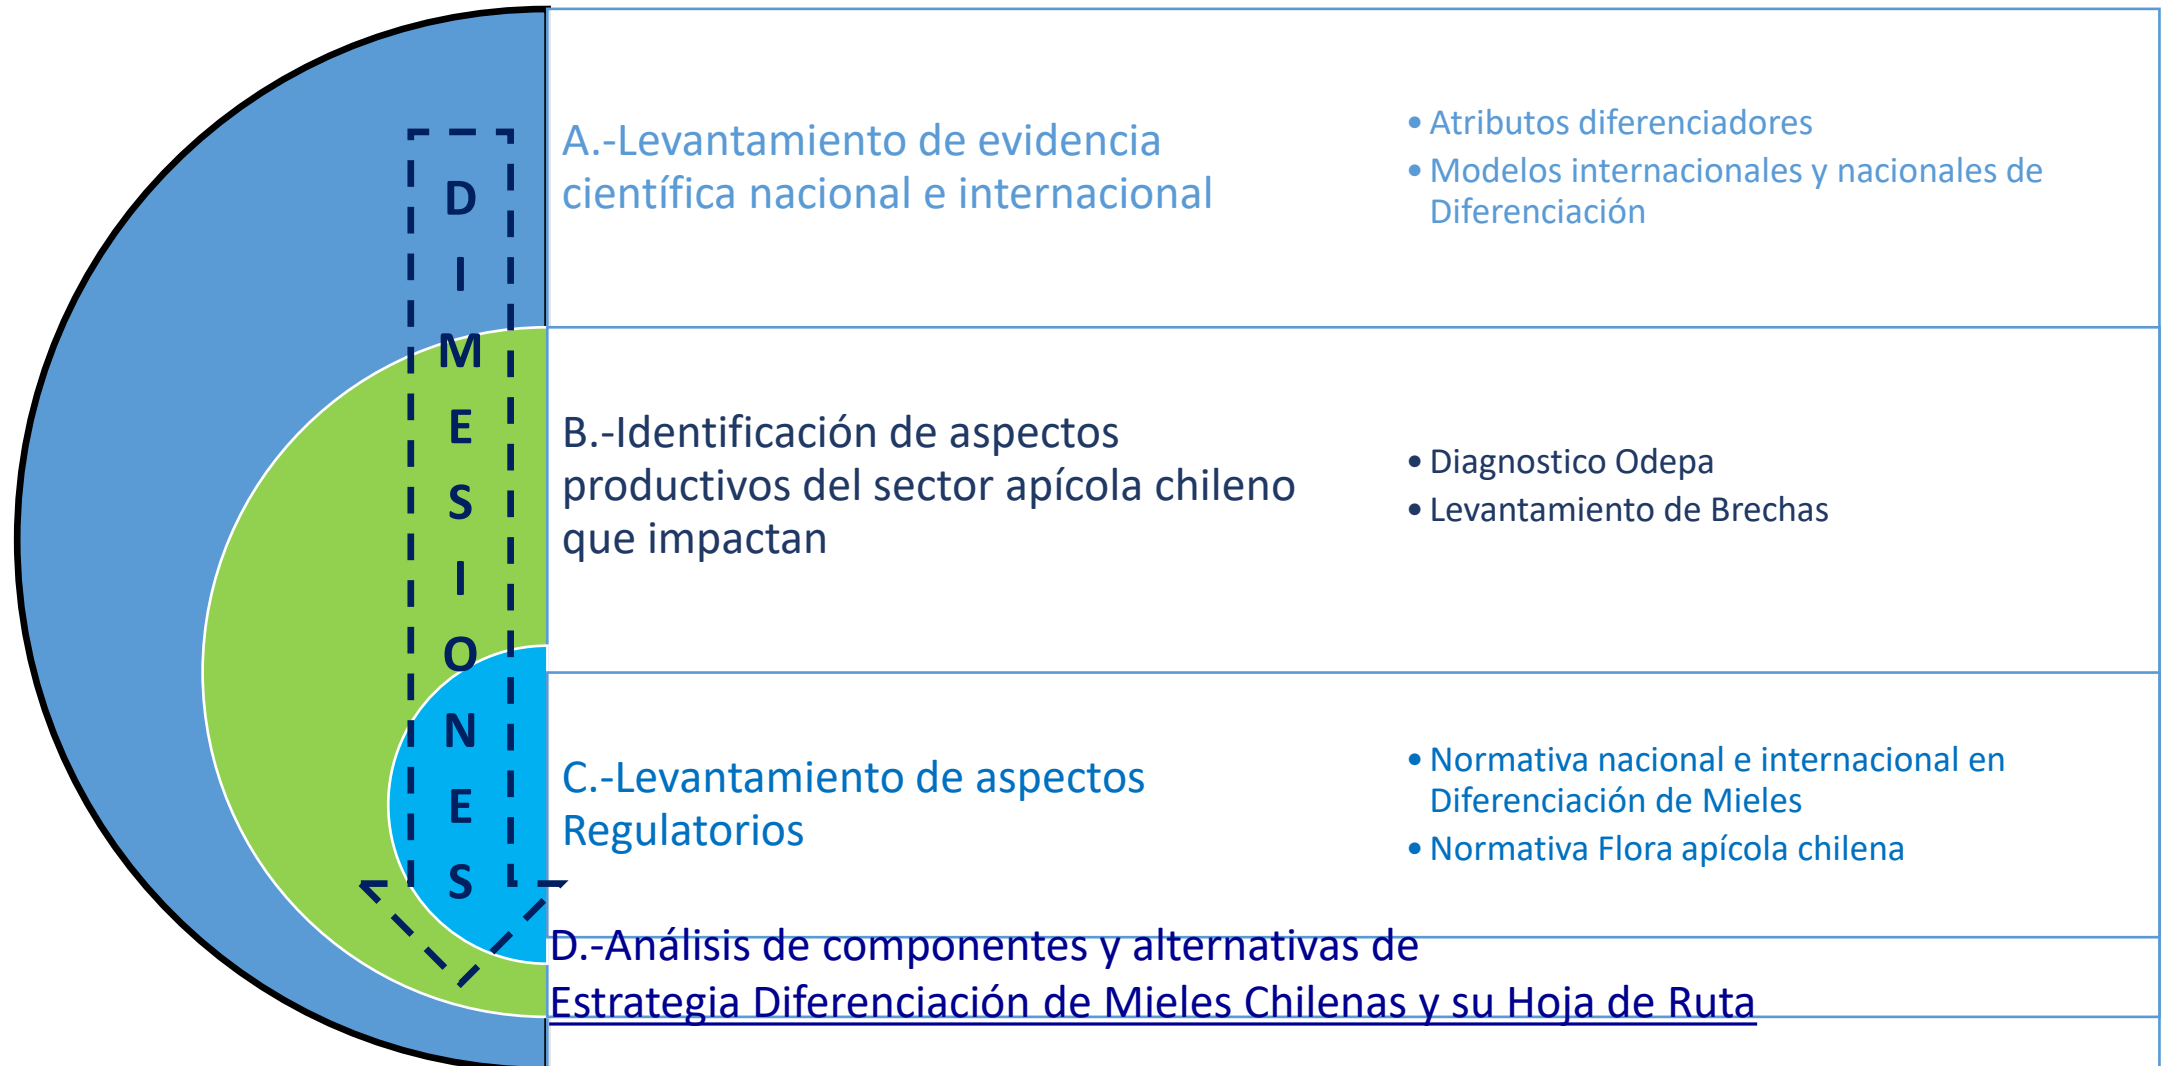 D
I
M
E
S
I
O
N
E
S
A.-Levantamiento de evidencia
científica nacional e internacional
• Atributos diferenciadores
• Modelos internacionales y nacionales de
Diferenciación
B.-Identificación de aspectos
productivos del sector apícola chileno
que impactan
• Diagnostico Odepa
• Levantamiento de Brechas
C.-Levantamiento de aspectos
Regulatorios
• Normativa nacional e internacional en
Diferenciación de Mieles
• Normativa Flora apícola chilena
D.-Análisis de componentes y alternativas de
Estrategia Diferenciación de Mieles Chilenas y su Hoja de Ruta